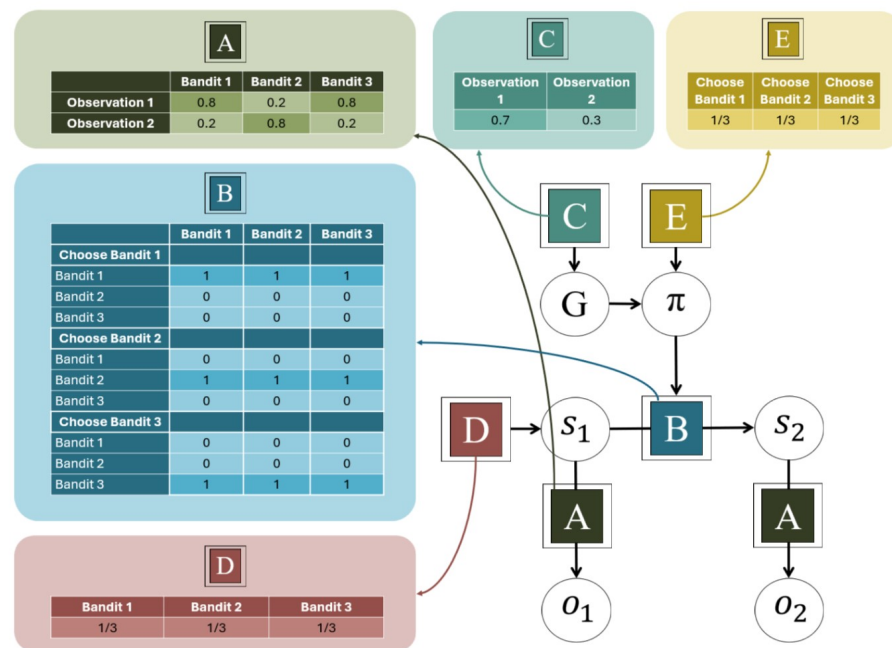 A
Bandit 1 Bandit 2 Bandit 3
Observation 1 0.8 0.2 0.8
Observation 2 0.2 0.8 0.2
C
Observation 1 Observation 2
0.7 0.3
E
Choose Bandit 1 Choose Bandit 2 Choose Bandit 3
1/3 1/3 1/3
B
Bandit 1 Bandit 2 Bandit 3
Choose Bandit 1
Bandit 1 1 1 1
Bandit 2 0 0 0
Bandit 3 0 0 0
Choose Bandit 2
Bandit 1 0 0 0
Bandit 2 1 1 1
Bandit 3 0 0 0
Choose Bandit 3
Bandit 1 0 0 0
Bandit 2 0 0 0
Bandit 3 1 1 1
D
Bandit 1 Bandit 2 Bandit 3
1/3 1/3 1/3
C E
G π
D s₁ B s₂
A A
o₁ o₂